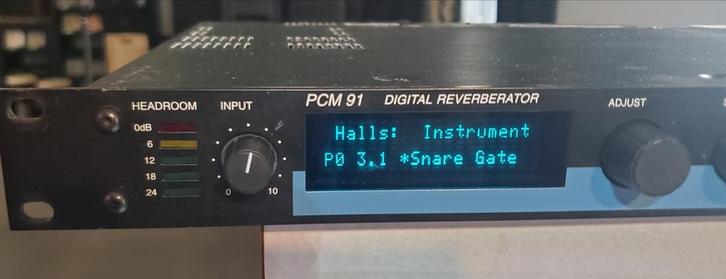 PCM 91 DIGITAL REVERBERATOR
HEADROOM INPUT ADJUST
0dB
6
12
18
24
0 10
Halls: Instrument
P0 3.1 *Snare Gate